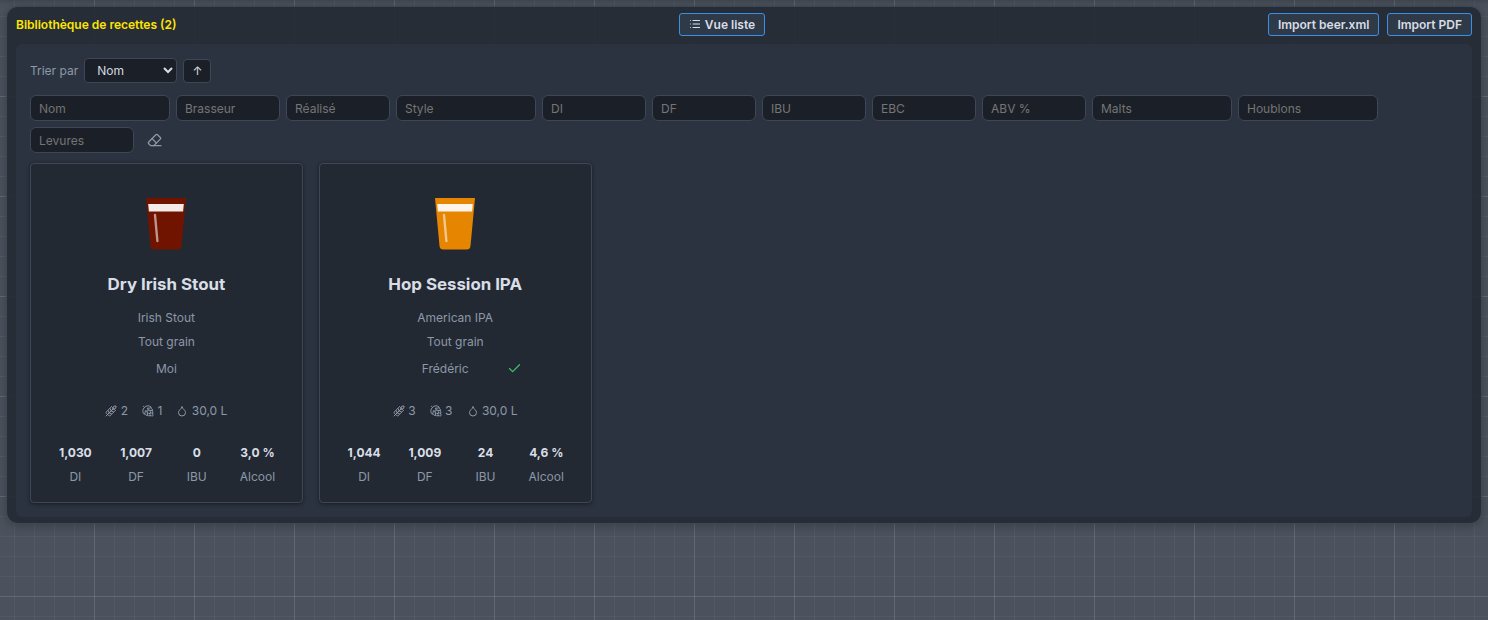 Bibliothèque de recettes (2)
Vue liste
Import beer.xml
Import PDF
Trier par
Nom
Nom
Brasseur
Réalisé
Style
DI
DF
IBU
EBC
ABV %
Malts
Houblons
Levures
Dry Irish Stout
Irish Stout
Tout grain
Moi
2
1
30,0 L
1,030
1,007
0
3,0 %
DI
DF
IBU
Alcool
Hop Session IPA
American IPA
Tout grain
Frédéric
3
3
30,0 L
1,044
1,009
24
4,6 %
DI
DF
IBU
Alcool